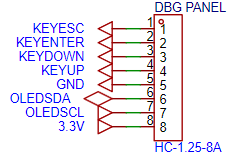 DBG PANEL
KEYESC 1 1
KEYENTER 2 2
KEYDOWN 3 3
KEYUP 4 4
GND 5 5
OLEDSDA 6 6
OLEDSCL 7 7
3.3V 8 8
HC-1.25-8A